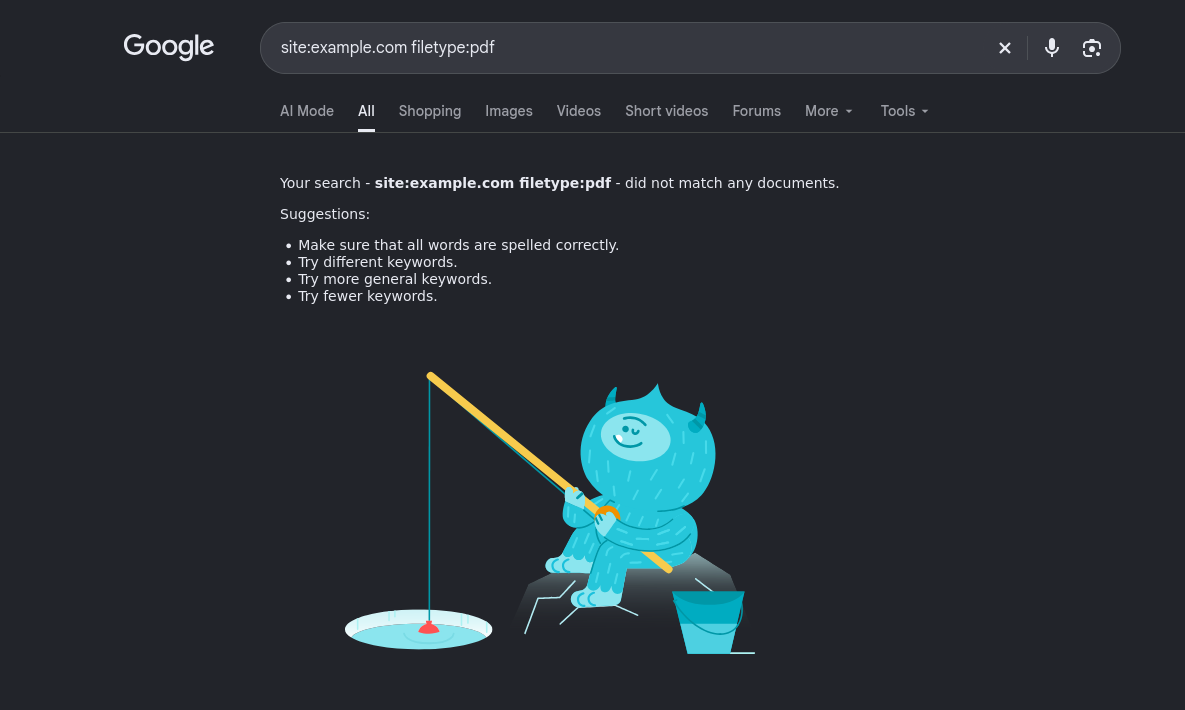 Google
site:example.com filetype:pdf
AI Mode All Shopping Images Videos Short videos Forums More Tools
Your search - site:example.com filetype:pdf - did not match any documents.
Suggestions:
• Make sure that all words are spelled correctly.
• Try different keywords.
• Try more general keywords.
• Try fewer keywords.